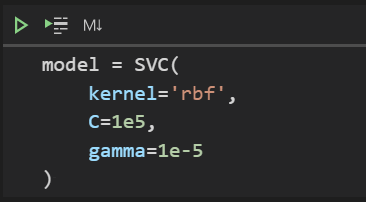 M↓
model = SVC(
    kernel='rbf',
    C=1e5,
    gamma=1e-5
)